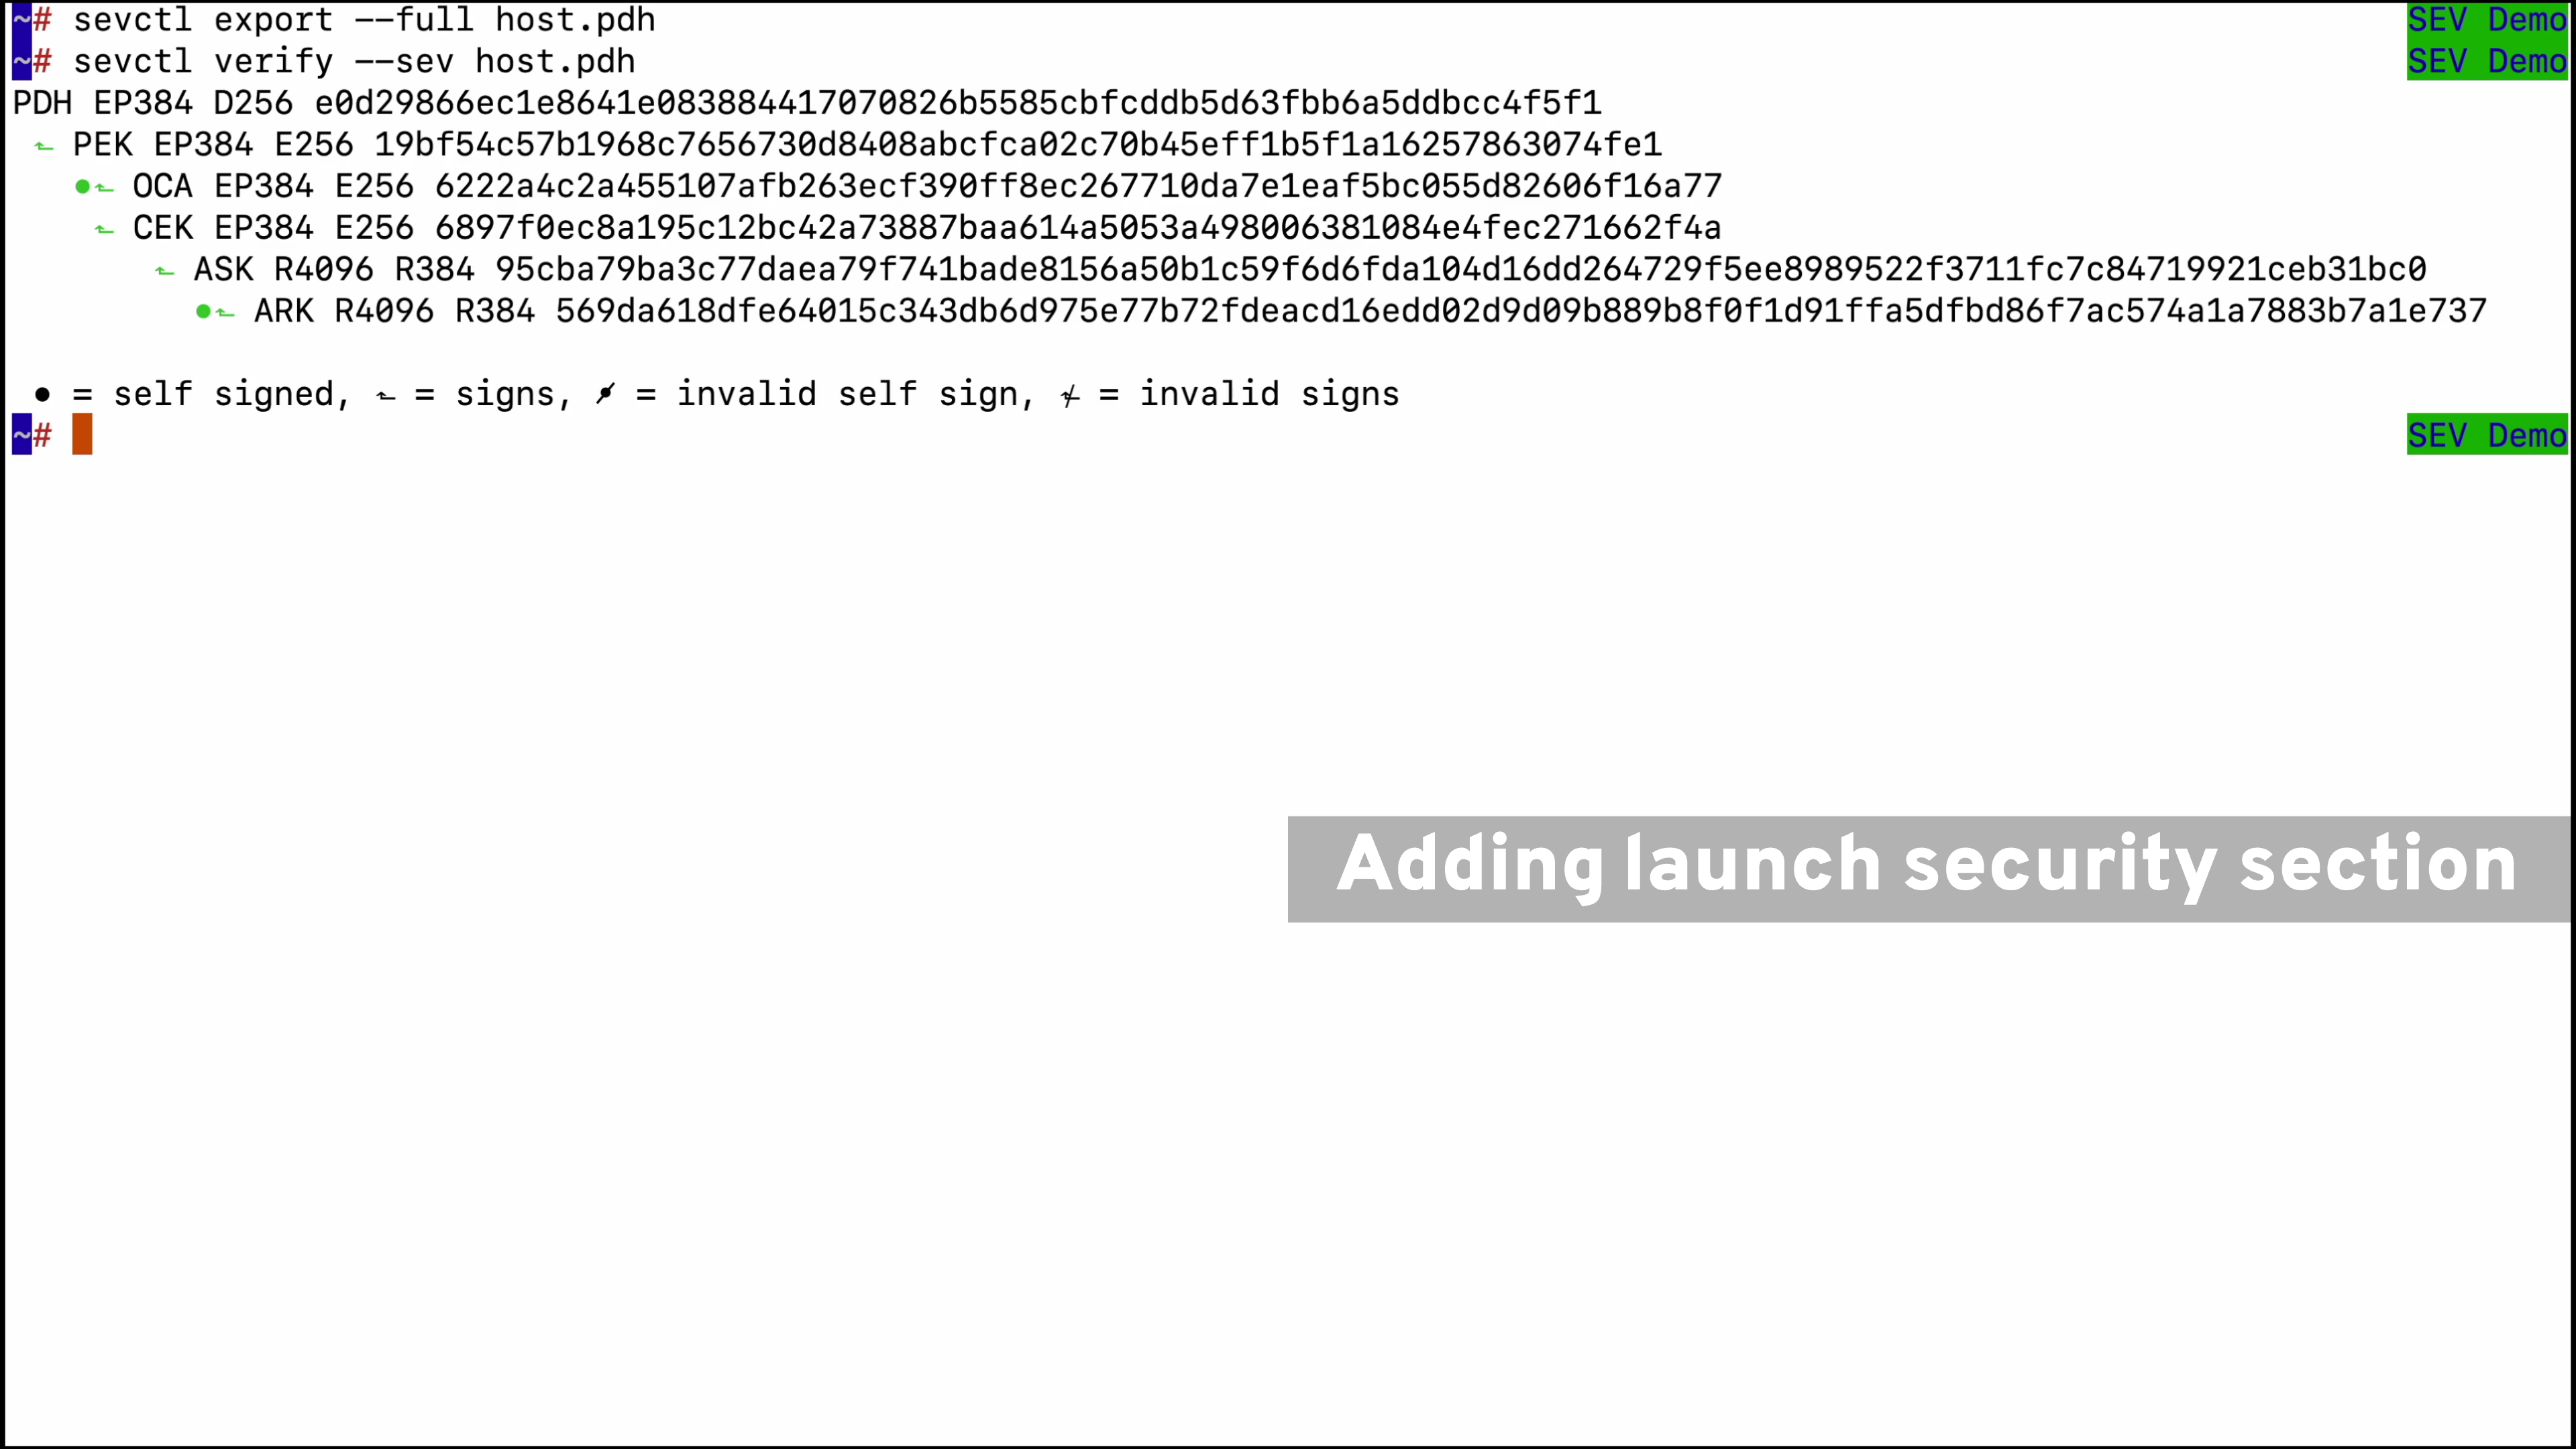 ~# sevctl export --full host.pdh SEV Demo
~# sevctl verify --sev host.pdh SEV Demo
PDH EP384 D256 e0d29866ec1e8641e083884417070826b5585cbfcddb5d63fbb6a5ddbcc4f5f1
⬑ PEK EP384 E256 19bf54c57b1968c7656730d8408abcfca02c70b45eff1b5f1a16257863074fe1
•⬑ OCA EP384 E256 6222a4c2a455107afb263ecf390ff8ec267710da7e1eaf5bc055d82606f16a77
⬑ CEK EP384 E256 6897f0ec8a195c12bc42a73887baa614a5053a498006381084e4fec271662f4a
⬑ ASK R4096 R384 95cba79ba3c77daea79f741bade8156a50b1c59f6d6fda104d16dd264729f5ee8989522f3711fc7c84719921ceb31bc0
•⬑ ARK R4096 R384 569da618dfe64015c343db6d975e77b72fdeacd16edd02d9d09b889b8f0f1d91ffa5dfbd86f7ac574a1a7883b7a1e737
• = self signed, ⬑ = signs, •̷ = invalid self sign, ⬑̸ = invalid signs
~# SEV Demo
Adding launch security section